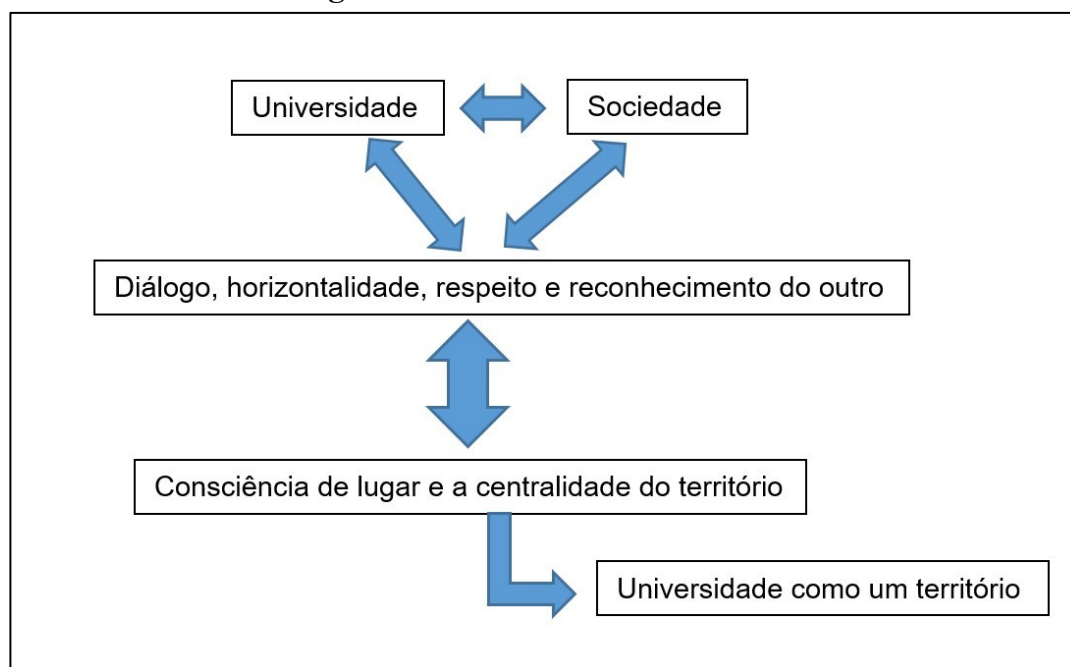 Universidade
Sociedade
Diálogo, horizontalidade, respeito e reconhecimento do outro
Consciência de lugar e a centralidade do território
Universidade como um território